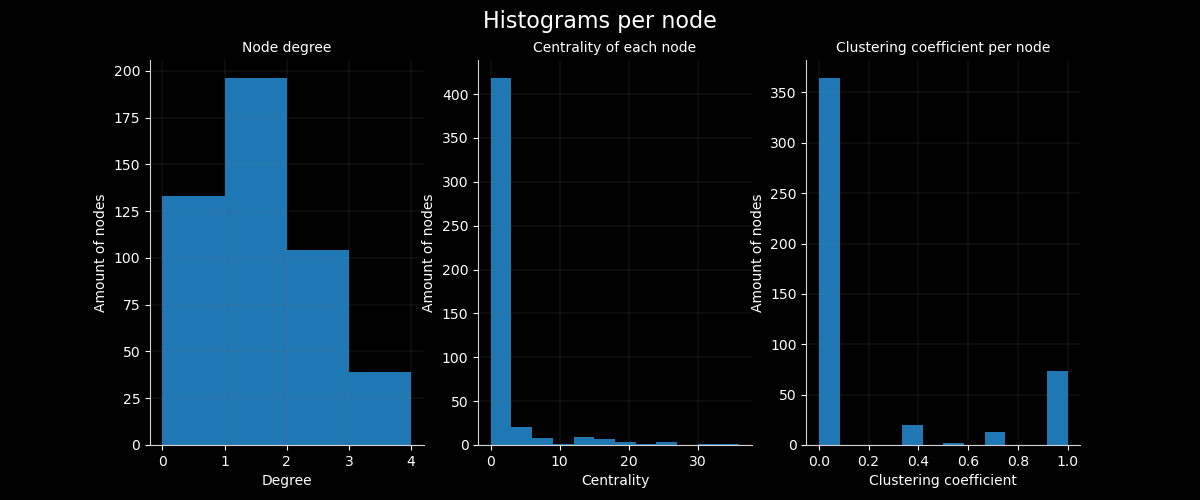 Histograms per node
Node degree
Amount of nodes
200
175
150
125
100
75
50
25
0
0 1 2 3 4
Degree
Centrality of each node
Amount of nodes
400
350
300
250
200
150
100
50
0
0 10 20 30
Centrality
Clustering coefficient per node
Amount of nodes
350
300
250
200
150
100
50
0
0.0 0.2 0.4 0.6 0.8 1.0
Clustering coefficient